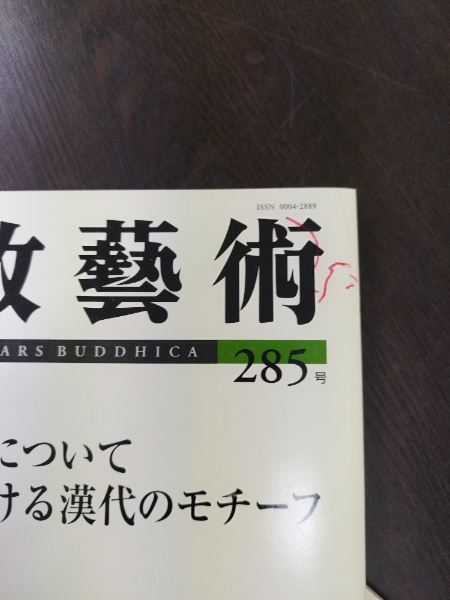 ISSN 0004-2889
教藝術
ARS BUDDHICA
285号
について
ける漢代のモチーフ